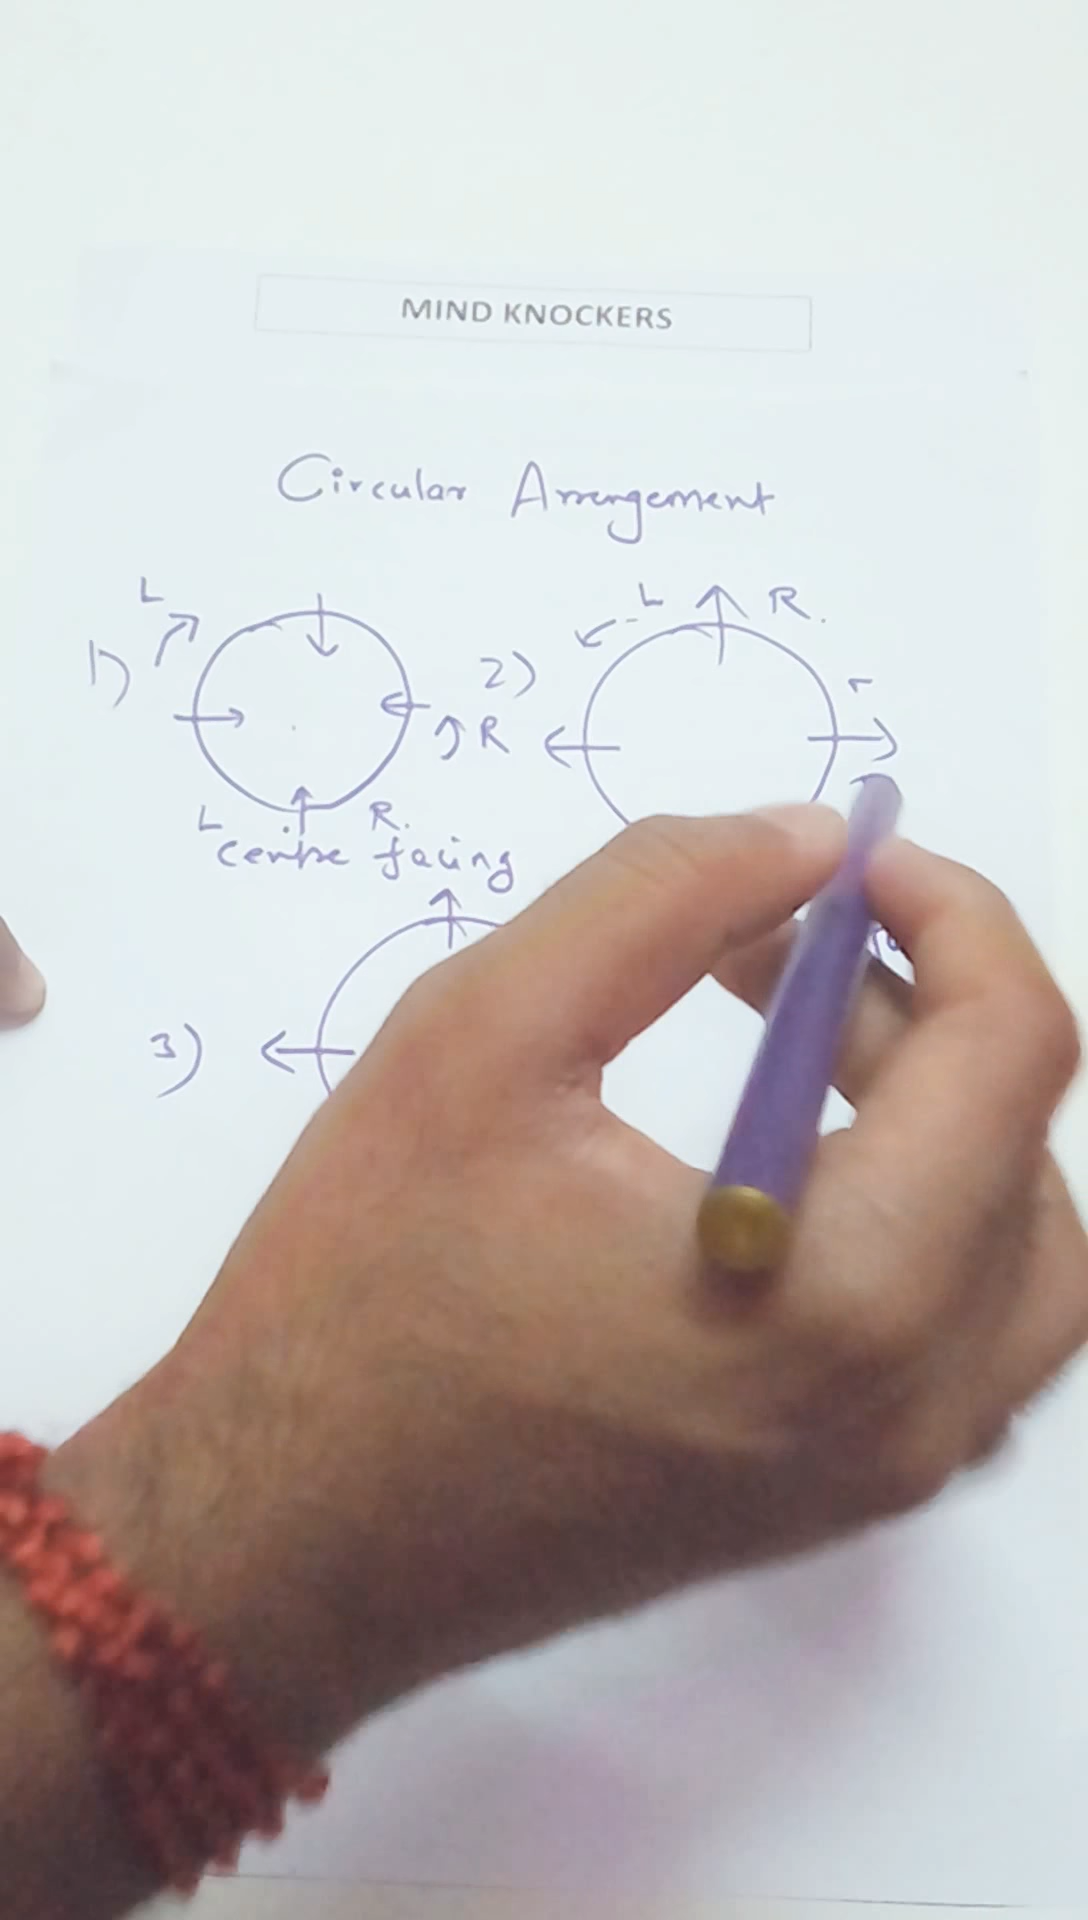 MIND KNOCKERS
Circular Arrangement
L
L R.
1)
2)
R
L R.
centre facing
3)